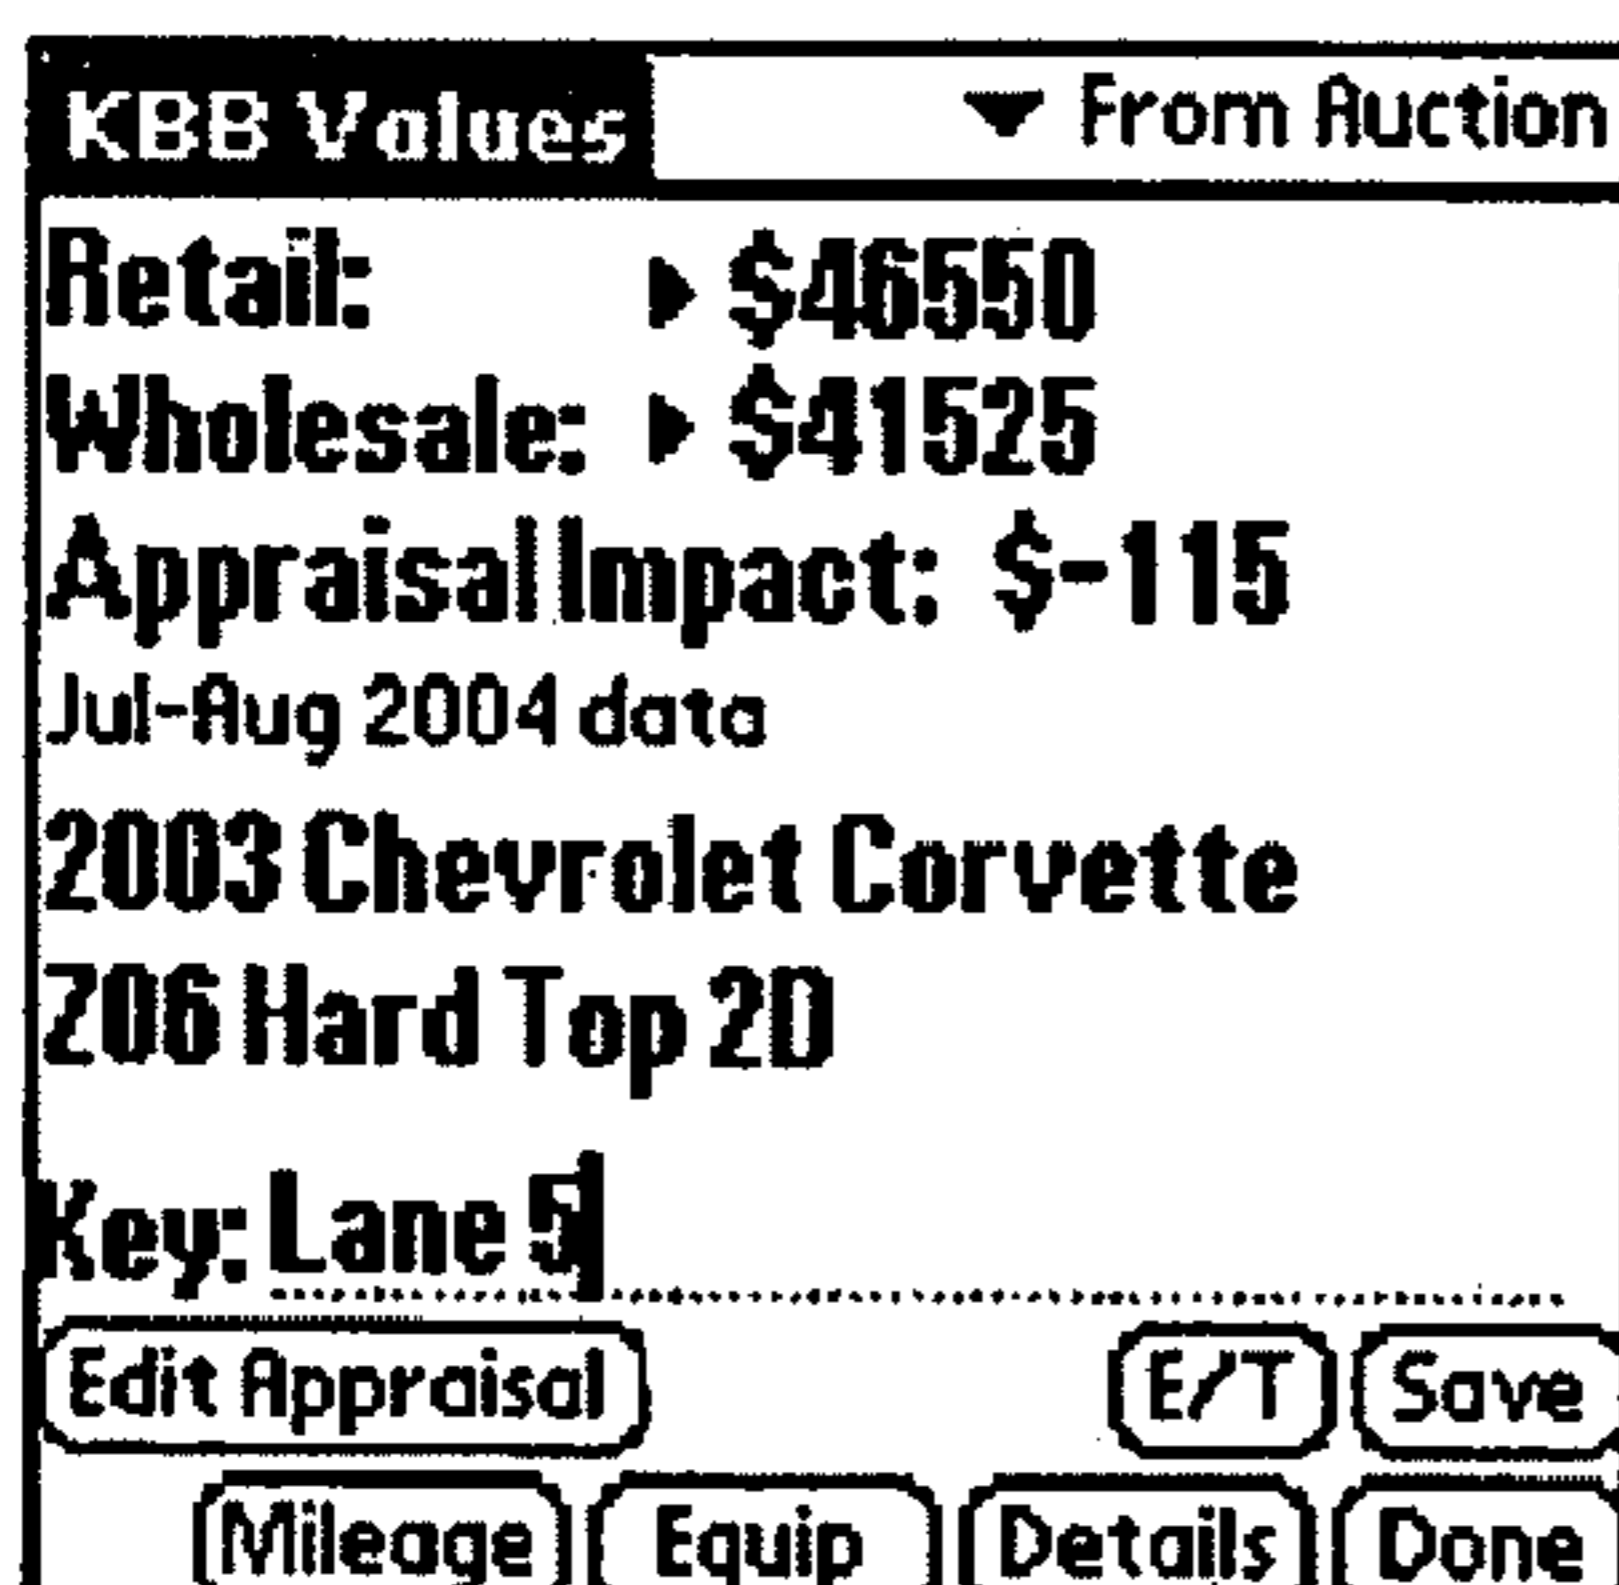 KBB Values From Auction
Retail: $46550
Wholesale: $41525
Appraisal Impact: $-115
Jul-Aug 2004 data
2003 Chevrolet Corvette
Z06 Hard Top 2D
Key: Lane 5
Edit Appraisal E/T Save
Mileage Equip Details Done